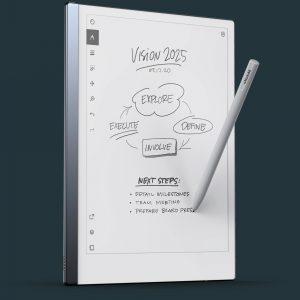 Vision 2025
EXPLORE
EXECUTE
DEFINE
INVOLVE
NEXT STEPS:
• DETAIL MILESTONES
• TEAM MEETING
• PREPARE BOARD PRES